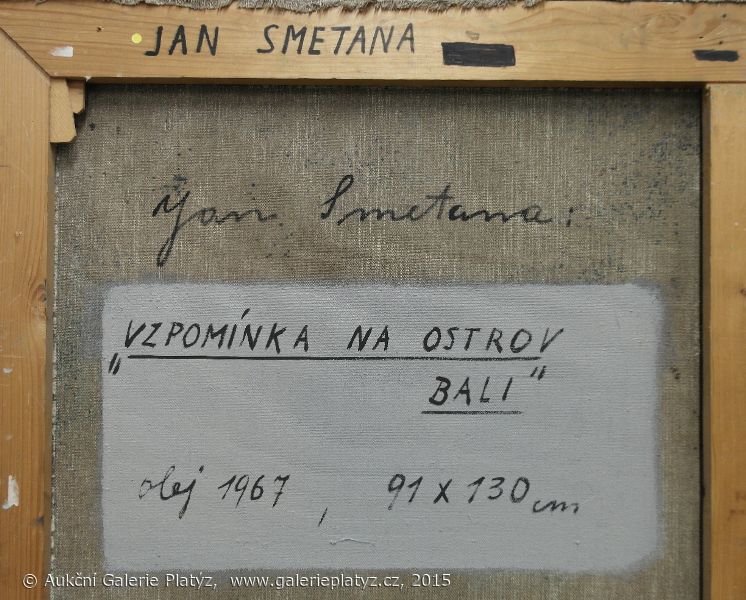 JAN SMETANA
Jan Smetana:
„VZPOMÍNKA NA OSTROV
BALI"
olej 1967, 91 x 130 cm
© Aukční Galerie Platýz, www.galerieplatyz.cz, 2015